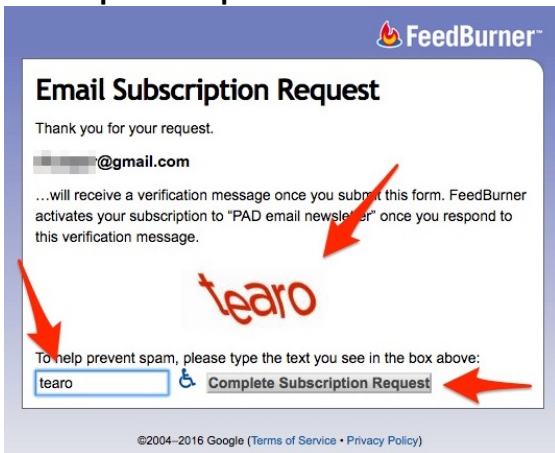 FeedBurner™
Email Subscription Request
Thank you for your request.
@gmail.com
…will receive a verification message once you submit this form. FeedBurner
activates your subscription to "PAD email newsletter" once you respond to
this verification message.
tearo
To help prevent spam, please type the text you see in the box above:
tearo Complete Subscription Request
©2004–2016 Google (Terms of Service • Privacy Policy)